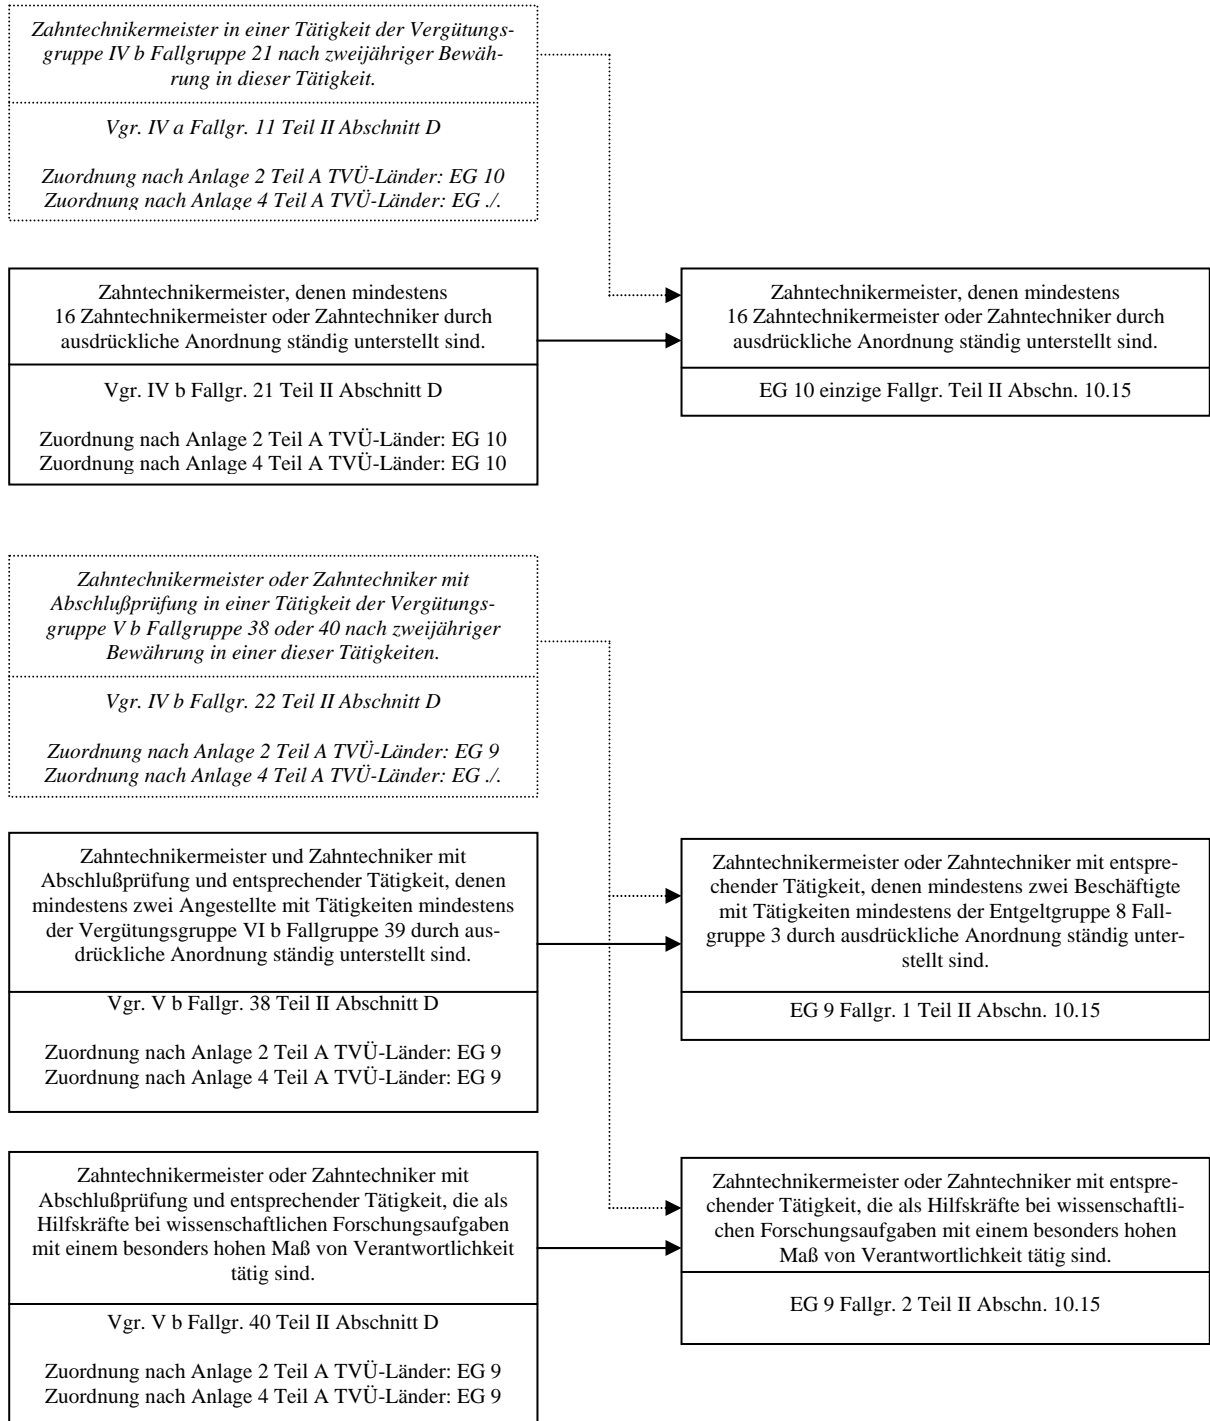 Zahntechnikermeister in einer Tätigkeit der Vergütungs-
gruppe IV b Fallgruppe 21 nach zweijähriger Bewäh-
rung in dieser Tätigkeit.
Vgr. IV a Fallgr. 11 Teil II Abschnitt D
Zuordnung nach Anlage 2 Teil A TVÜ-Länder: EG 10
Zuordnung nach Anlage 4 Teil A TVÜ-Länder: EG ./.
Zahntechnikermeister, denen mindestens
16 Zahntechnikermeister oder Zahntechniker durch
ausdrückliche Anordnung ständig unterstellt sind.
Vgr. IV b Fallgr. 21 Teil II Abschnitt D
Zuordnung nach Anlage 2 Teil A TVÜ-Länder: EG 10
Zuordnung nach Anlage 4 Teil A TVÜ-Länder: EG 10
Zahntechnikermeister, denen mindestens
16 Zahntechnikermeister oder Zahntechniker durch
ausdrückliche Anordnung ständig unterstellt sind.
EG 10 einzige Fallgr. Teil II Abschn. 10.15
Zahntechnikermeister oder Zahntechniker mit
Abschlußprüfung in einer Tätigkeit der Vergütungs-
gruppe V b Fallgruppe 38 oder 40 nach zweijähriger
Bewährung in einer dieser Tätigkeiten.
Vgr. IV b Fallgr. 22 Teil II Abschnitt D
Zuordnung nach Anlage 2 Teil A TVÜ-Länder: EG 9
Zuordnung nach Anlage 4 Teil A TVÜ-Länder: EG ./.
Zahntechnikermeister und Zahntechniker mit
Abschlußprüfung und entsprechender Tätigkeit, denen
mindestens zwei Angestellte mit Tätigkeiten mindestens
der Vergütungsgruppe VI b Fallgruppe 39 durch aus-
drückliche Anordnung ständig unterstellt sind.
Vgr. V b Fallgr. 38 Teil II Abschnitt D
Zuordnung nach Anlage 2 Teil A TVÜ-Länder: EG 9
Zuordnung nach Anlage 4 Teil A TVÜ-Länder: EG 9
Zahntechnikermeister oder Zahntechniker mit entspre-
chender Tätigkeit, denen mindestens zwei Beschäftigte
mit Tätigkeiten mindestens der Entgeltgruppe 8 Fall-
gruppe 3 durch ausdrückliche Anordnung ständig unter-
stellt sind.
EG 9 Fallgr. 1 Teil II Abschn. 10.15
Zahntechnikermeister oder Zahntechniker mit
Abschlußprüfung und entsprechender Tätigkeit, die als
Hilfskräfte bei wissenschaftlichen Forschungsaufgaben
mit einem besonders hohen Maß von Verantwortlichkeit
tätig sind.
Vgr. V b Fallgr. 40 Teil II Abschnitt D
Zuordnung nach Anlage 2 Teil A TVÜ-Länder: EG 9
Zuordnung nach Anlage 4 Teil A TVÜ-Länder: EG 9
Zahntechnikermeister oder Zahntechniker mit entspre-
chender Tätigkeit, die als Hilfskräfte bei wissenschaftli-
chen Forschungsaufgaben mit einem besonders hohen
Maß von Verantwortlichkeit tätig sind.
EG 9 Fallgr. 2 Teil II Abschn. 10.15